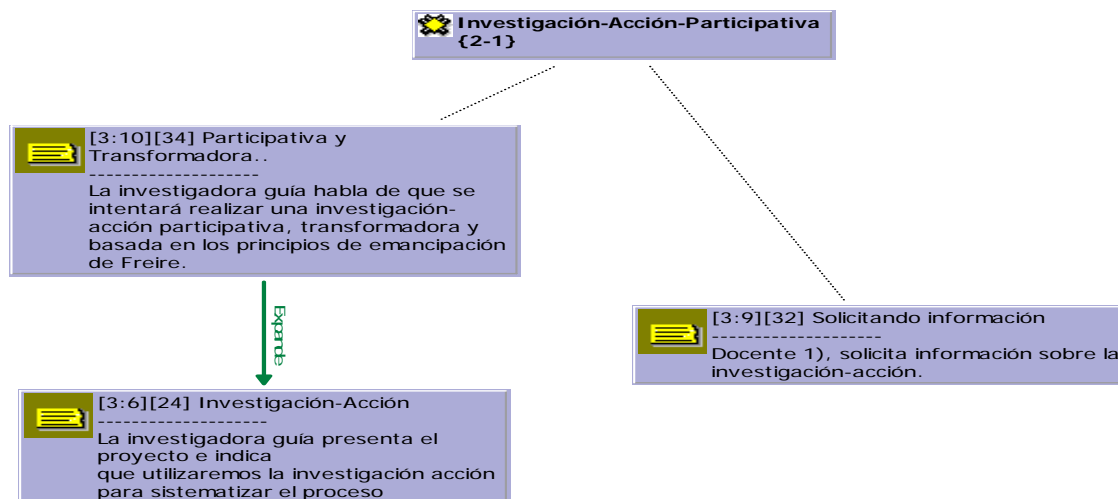 Investigación-Acción-Participativa
{2-1}
[3:10][34] Participativa y
Transformadora..
--------------------
La investigadora guía habla de que se
intentará realizar una investigación-
acción participativa, transformadora y
basada en los principios de emancipación
de Freire.
Expande
[3:9][32] Solicitando información
--------------------
Docente 1), solicita información sobre la
investigación-acción.
[3:6][24] Investigación-Acción
--------------------
La investigadora guía presenta el
proyecto e indica
que utilizaremos la investigación acción
para sistematizar el proceso